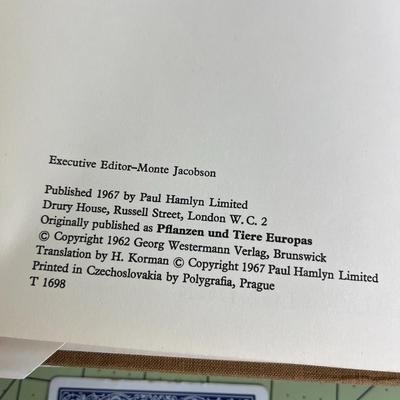 Executive Editor–Monte Jacobson
Published 1967 by Paul Hamlyn Limited
Drury House, Russell Street, London W. C. 2
Originally published as Pflanzen und Tiere Europas
© Copyright 1962 Georg Westermann Verlag, Brunswick
Translation by H. Korman © Copyright 1967 Paul Hamlyn Limited
Printed in Czechoslovakia by Polygrafia, Prague
T 1698